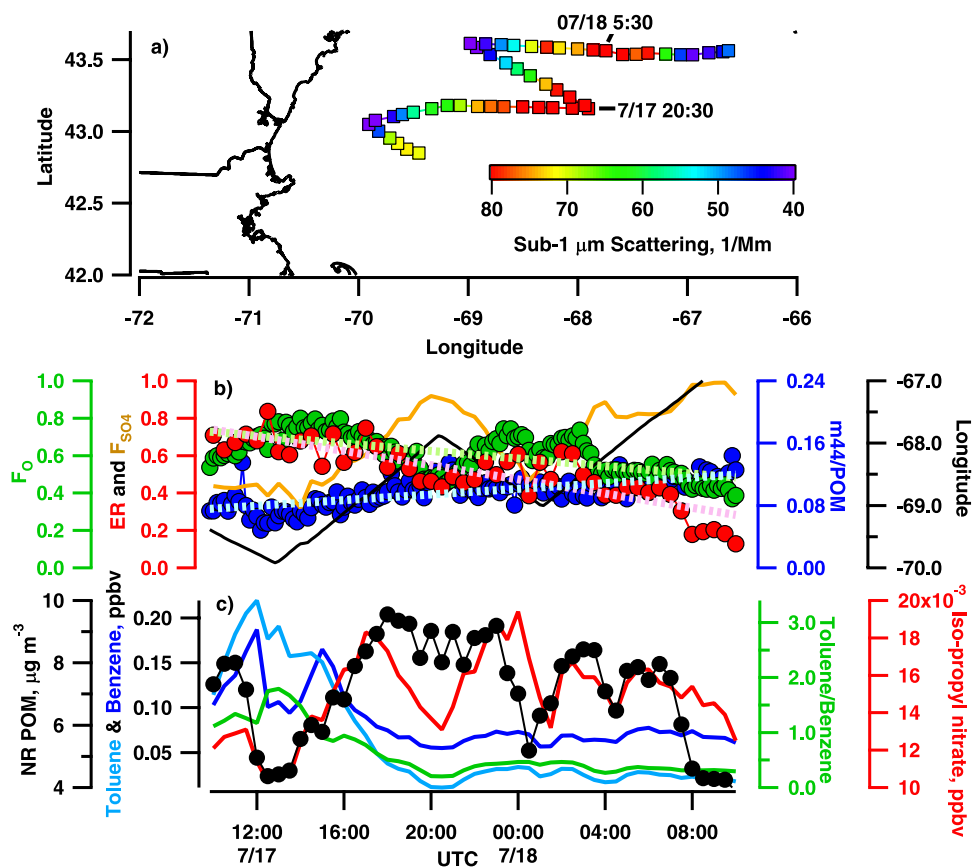 a)
07/18 5:30
7/17 20:30
43.5
43.0
42.5
42.0
Latitude
80 70 60 50 40
Sub-1 μm Scattering, 1/Mm
-72 -71 -70 -69 -68 -67 -66
Longitude
b)
1.0 0.8 0.6 0.4 0.2 0.0
FO
1.0 0.8 0.6 0.4 0.2 0.0
ER and FSO4
0.24 0.16 0.08 0.00
m44/POM
-67.0 -68.0 -69.0 -70.0
Longitude
c)
10 8 6 4
NR POM, μg m-3
0.20 0.15 0.10 0.05
Toluene & Benzene, ppbv
3.0 2.0 1.0 0.0
Toluene/Benzene
20x10-3 18 16 14 12 10
Iso-propyl nitrate, ppbv
12:00 16:00 20:00 00:00 04:00 08:00
7/17 UTC 7/18